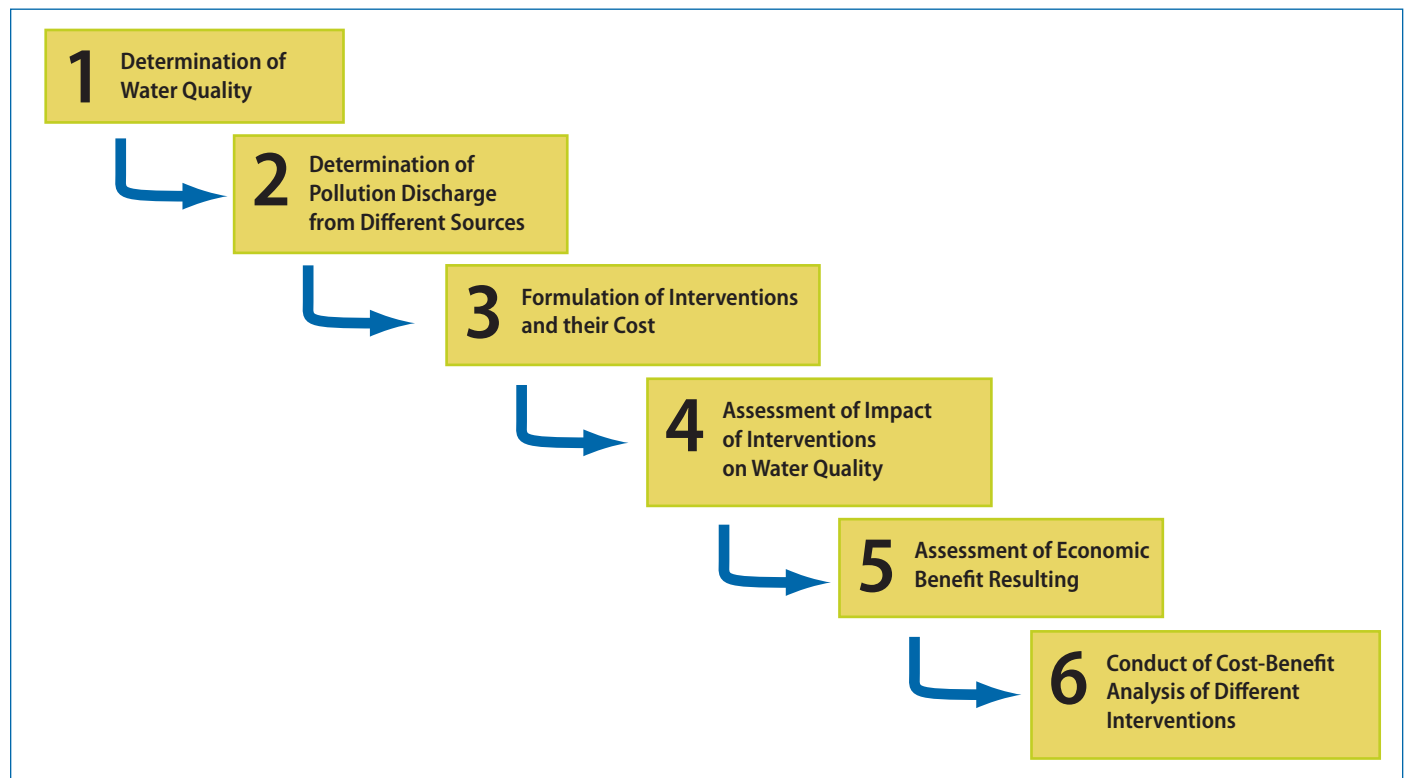 1
Determination of
Water Quality
2
Determination of
Pollution Discharge
from Different Sources
3
Formulation of Interventions
and their Cost
4
Assessment of Impact
of Interventions
on Water Quality
5
Assessment of Economic
Benefit Resulting
6
Conduct of Cost-Benefit
Analysis of Different
Interventions